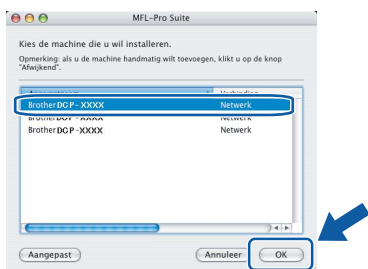 MFL-Pro Suite
Kies de machine die u wil installeren.
Opmerking: als u de machine handmatig wilt toevoegen, klikt u op de knop
"Afwijkend".
Verbinding
Brother DCP-XXXX Netwerk
Brother DCP-XXXX Netwerk
Brother DCP-XXXX Netwerk
Aangepast Annuleer OK